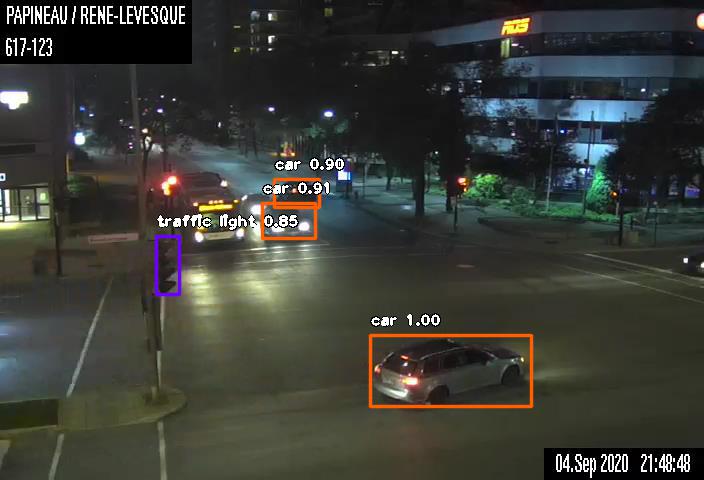 PAPINEAU / RENE-LEVESQUE
617-123
car 0.90
car 0.91
traffic light 0.85
car 1.00
04.Sep 2020 21:48:48